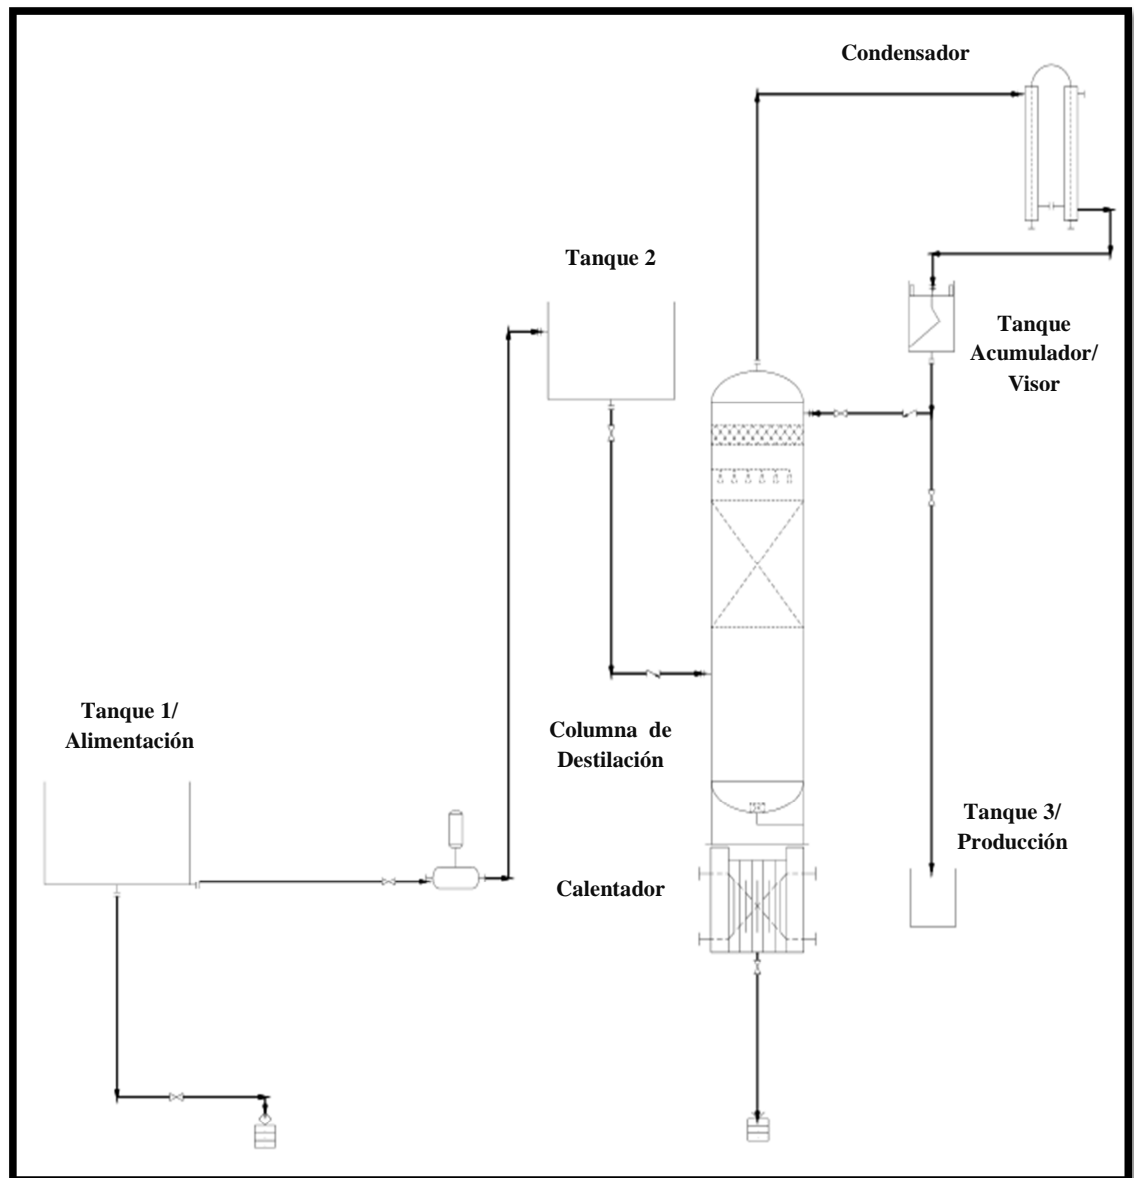 Condensador
Tanque 2
Tanque
Acumulador/
Visor
Tanque 1/
Alimentación
Columna de
Destilación
Tanque 3/
Producción
Calentador